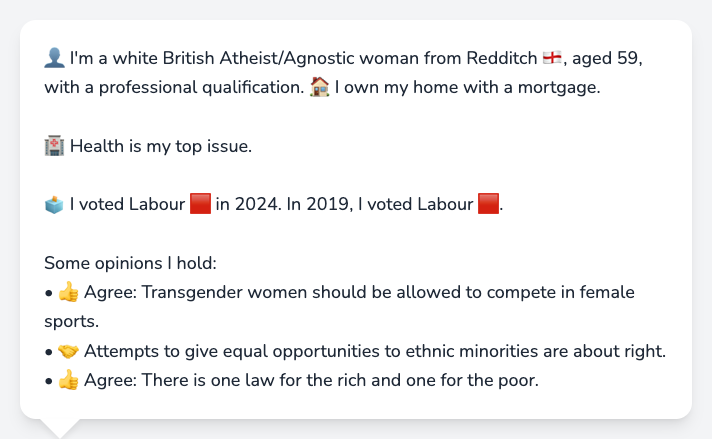 👤 I'm a white British Atheist/Agnostic woman from Redditch 🏴󠁧󠁢󠁥󠁮󠁧󠁿, aged 59,
with a professional qualification. 🏠 I own my home with a mortgage.
🏥 Health is my top issue.
🗳️ I voted Labour 🟥 in 2024. In 2019, I voted Labour 🟥.
Some opinions I hold:
• 👍 Agree: Transgender women should be allowed to compete in female
sports.
• 🤝 Attempts to give equal opportunities to ethnic minorities are about right.
• 👍 Agree: There is one law for the rich and one for the poor.